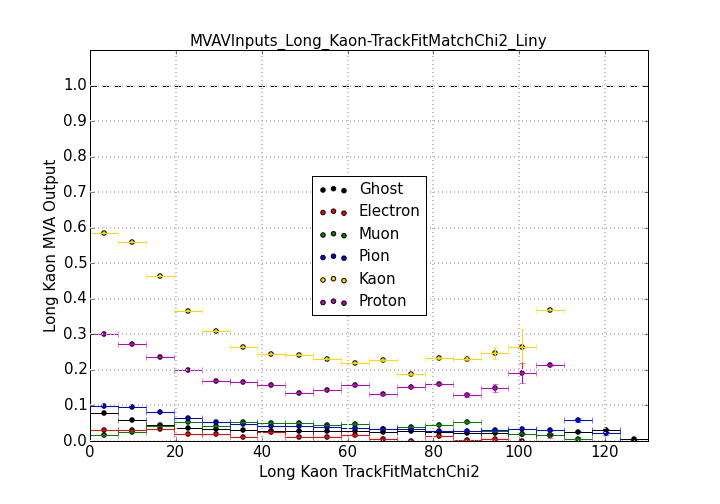 MVAVInputs_Long_Kaon-TrackFitMatchChi2_Liny
Long Kaon MVA Output
1.0
0.9
0.8
0.7
0.6
0.5
0.4
0.3
0.2
0.1
0.0
Ghost
Electron
Muon
Pion
Kaon
Proton
0 20 40 60 80 100 120
Long Kaon TrackFitMatchChi2